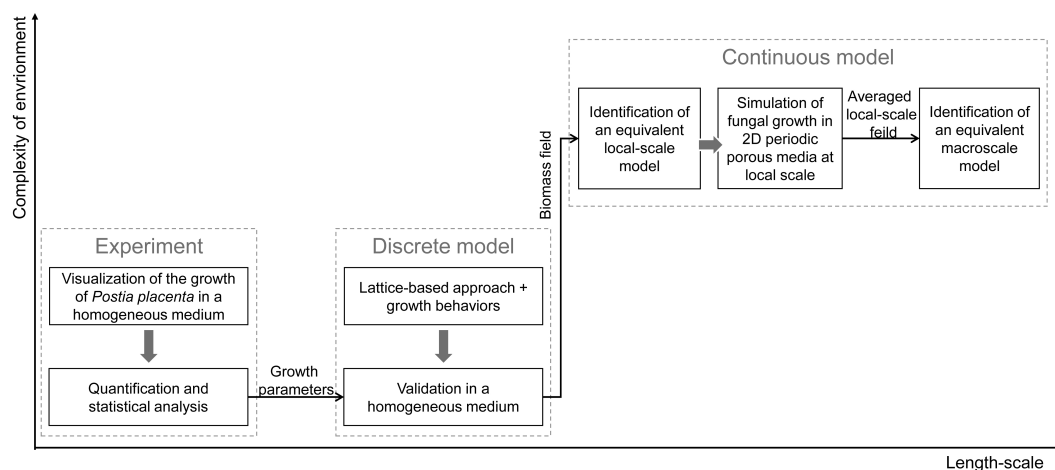 Complexity of envrionment
Continuous model
Identification of
an equivalent
local-scale
model
Simulation of
fungal growth in
2D periodic
porous media at
local scale
Averaged
local-scale
feild
Identification of
an equivalent
macroscale
model
Biomass field
Experiment
Visualization of the growth
of Postia placenta in a
homogeneous medium
Quantification and
statistical analysis
Growth
parameters
Discrete model
Lattice-based approach +
growth behaviors
Validation in a
homogeneous medium
Length-scale